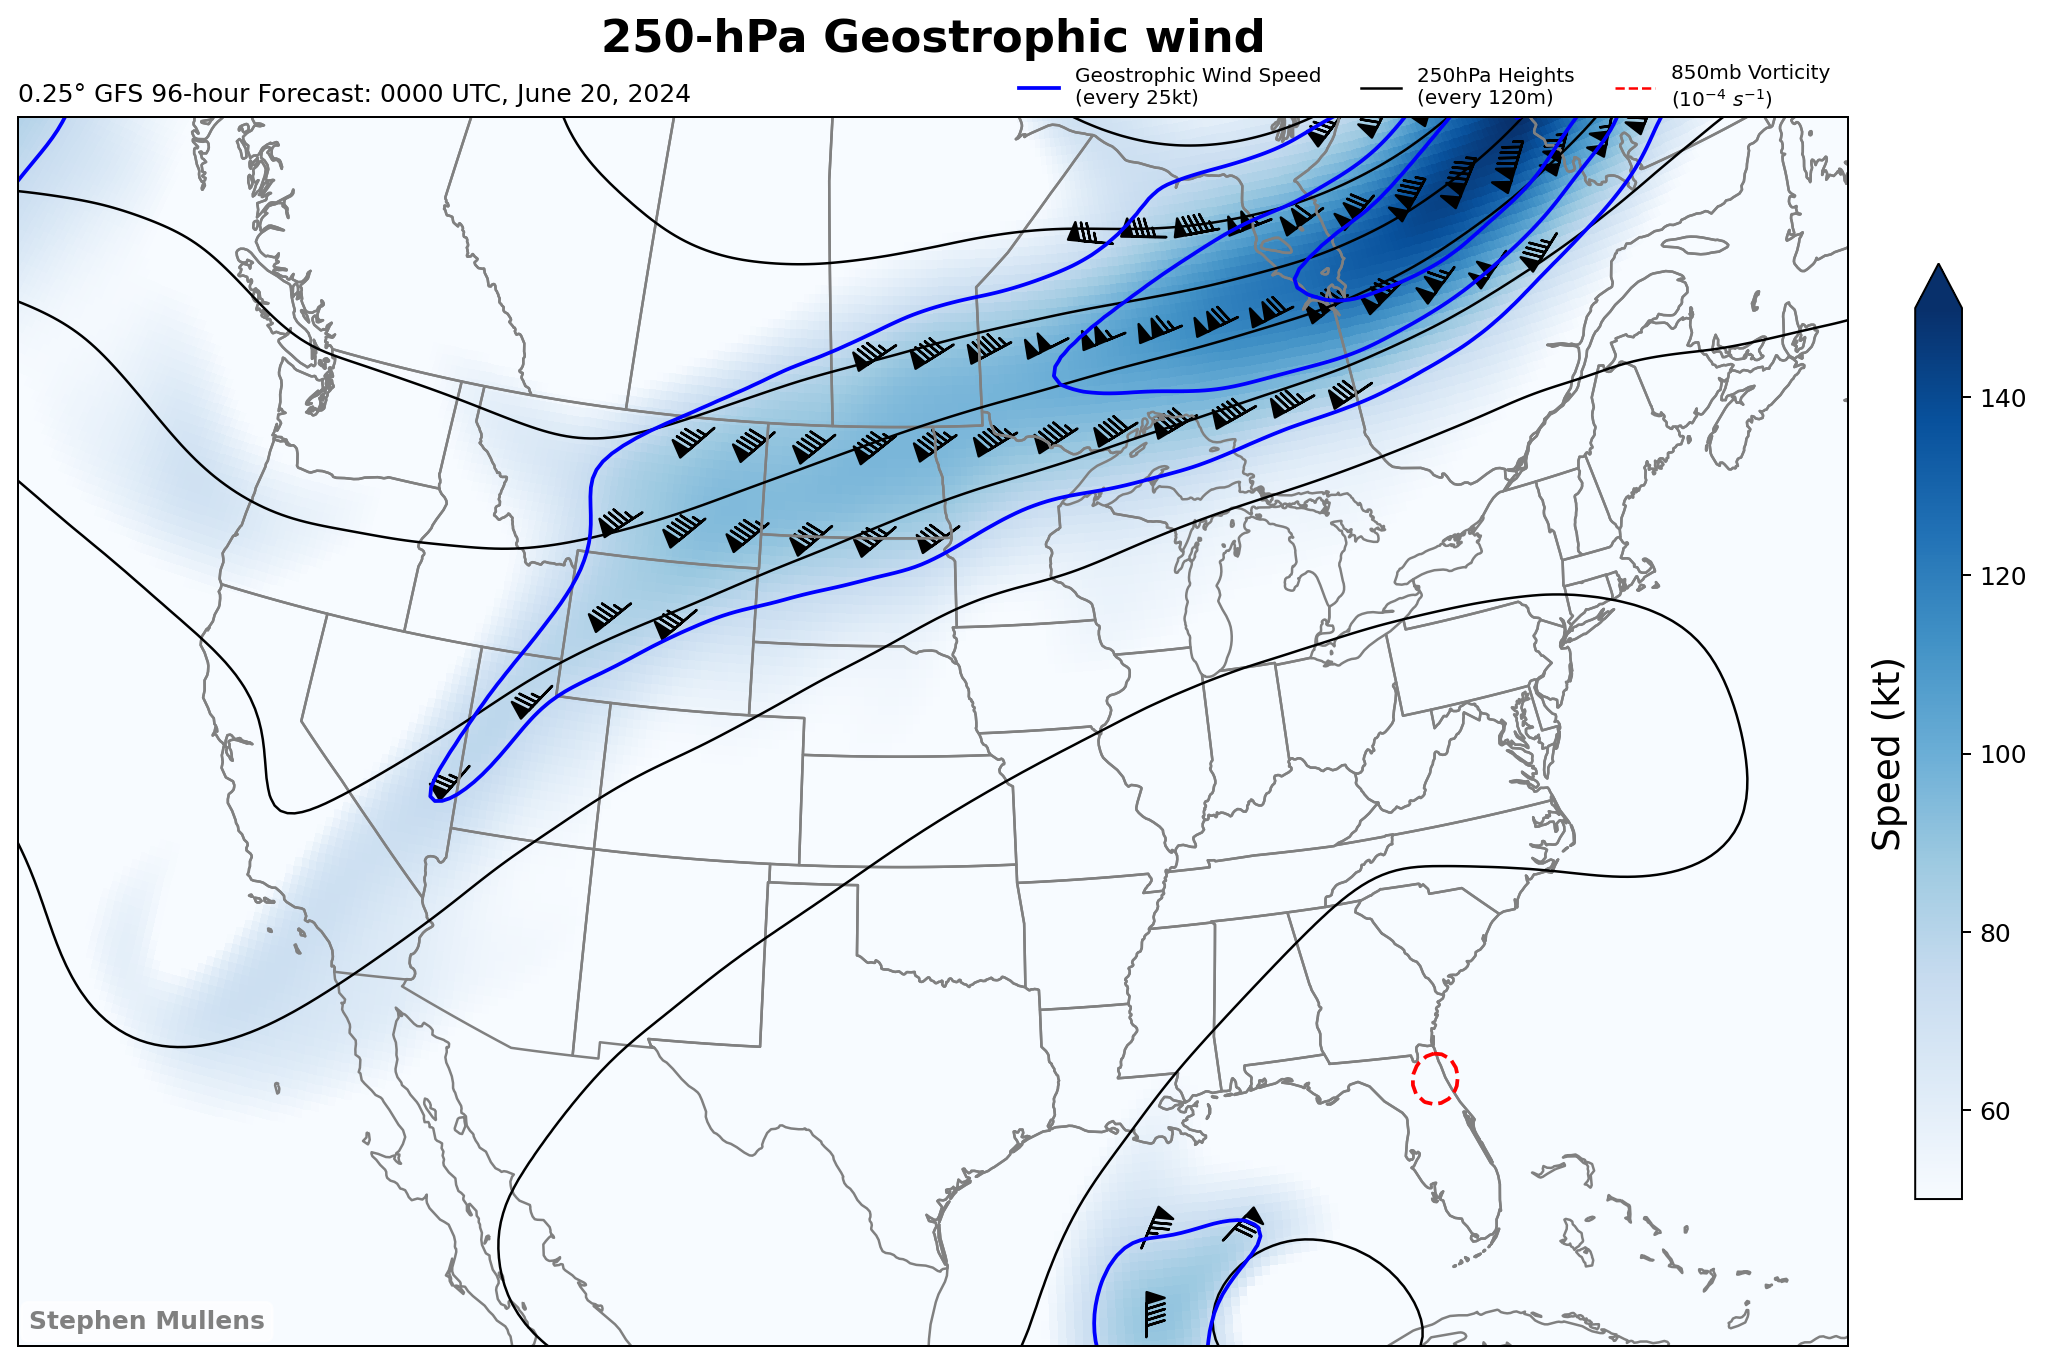 250-hPa Geostrophic wind
0.25° GFS 96-hour Forecast: 0000 UTC, June 20, 2024
Geostrophic Wind Speed
(every 25kt)
250hPa Heights
(every 120m)
850mb Vorticity
(10⁻⁴ s⁻¹)
140
120
100
80
60
Speed (kt)
Stephen Mullens